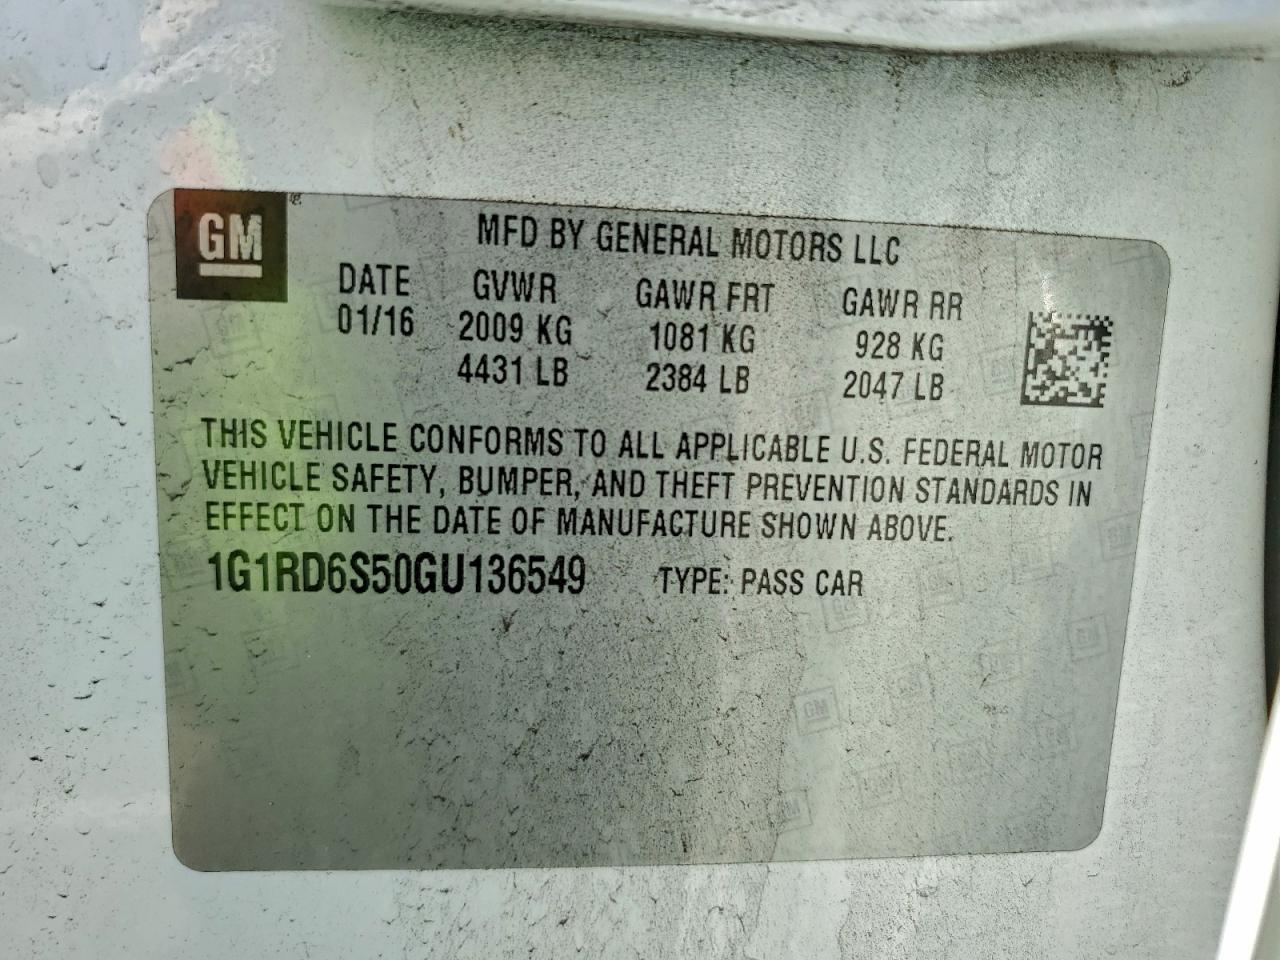 GM
MFD BY GENERAL MOTORS LLC
DATE GVWR GAWR FRT GAWR RR
01/16 2009 KG 1081 KG 928 KG
4431 LB 2384 LB 2047 LB
THIS VEHICLE CONFORMS TO ALL APPLICABLE U.S. FEDERAL MOTOR
VEHICLE SAFETY, BUMPER, AND THEFT PREVENTION STANDARDS IN
EFFECT ON THE DATE OF MANUFACTURE SHOWN ABOVE.
1G1RD6S50GU136549 TYPE: PASS CAR